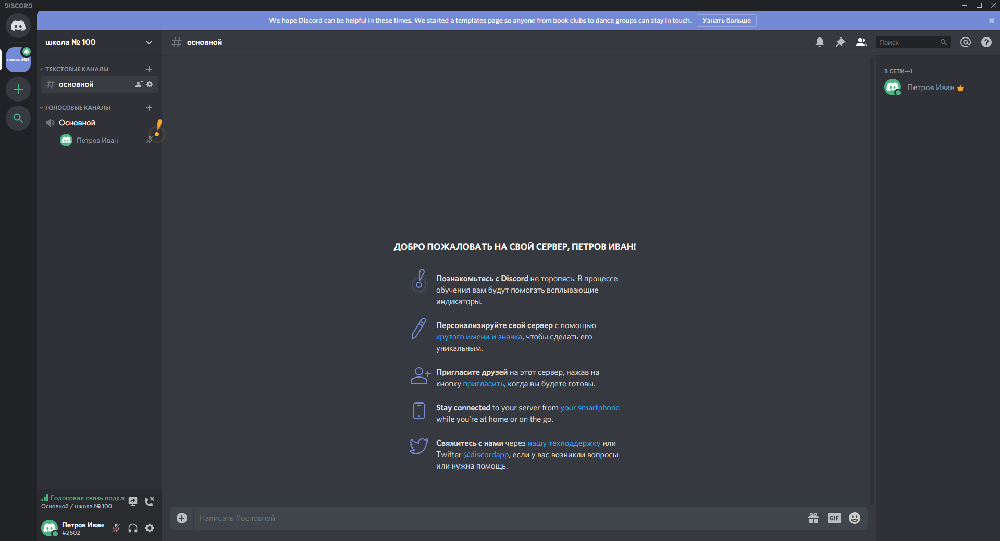 DISCORD
We hope Discord can be helpful in these times. We started a templates page so anyone from book clubs to dance groups can stay in touch. Узнать больше
школа № 100
основной
Поиск
школа№1
ТЕКСТОВЫЕ КАНАЛЫ
основной
ГОЛОСОВЫЕ КАНАЛЫ
Основной
Петров Иван
В СЕТИ—1
Петров Иван
ДОБРО ПОЖАЛОВАТЬ НА СВОЙ СЕРВЕР, ПЕТРОВ ИВАН!
Познакомьтесь с Discord не торопясь. В процессе
обучения вам будут помогать всплывающие
индикаторы.
Персонализируйте свой сервер с помощью
крутого имени и значка, чтобы сделать его
уникальным.
Пригласите друзей на этот сервер, нажав на
кнопку пригласить, когда вы будете готовы.
Stay connected to your server from your smartphone
while you’re at home or on the go.
Свяжитесь с нами через нашу техподдержку или
Twitter @discordapp, если у вас возникли вопросы
или нужна помощь.
Голосовая связь подкл
Основной / школа № 100
Петров Иван
#2602
Написать #основной
GIF